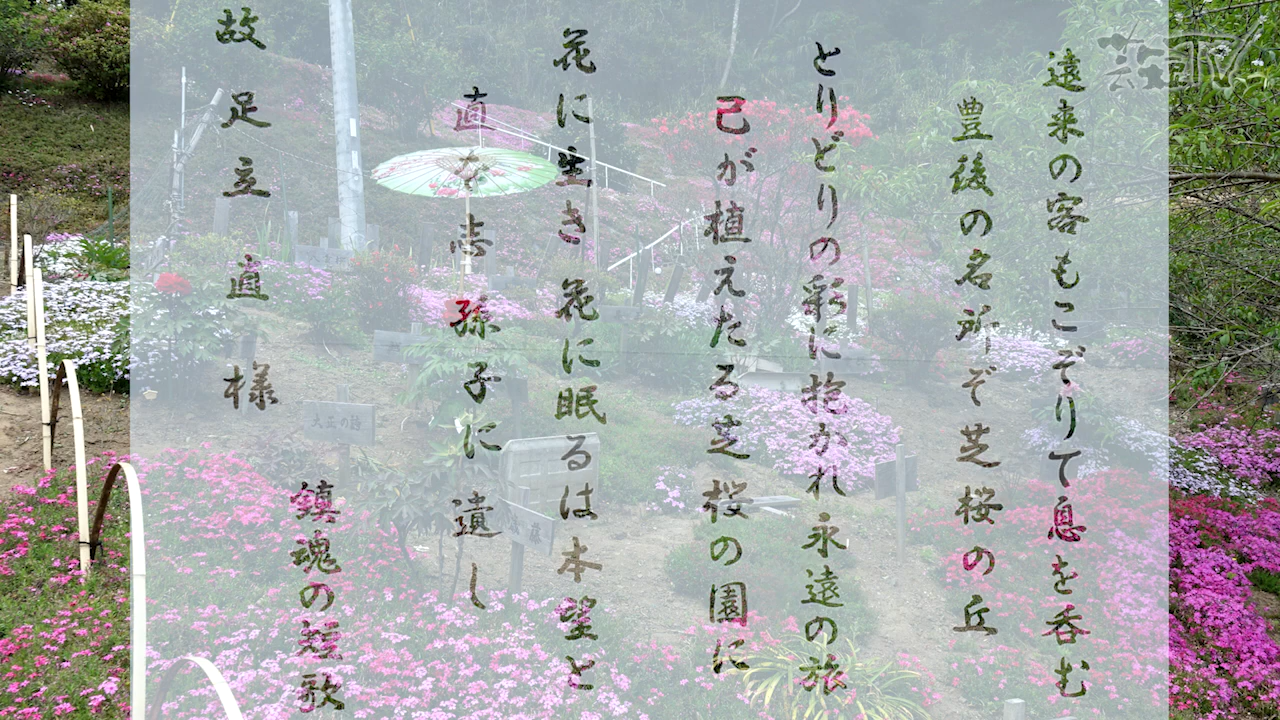 遠来の客もこぞりて息を呑む
豊後の名所ぞ芝桜の丘
とりどりの彩に抱かれ永遠の旅
己が植えたる芝桜の園に
花に生き花に眠るは本望と
直な志孫子に遺し
鎮魂の短歌
故足立直様